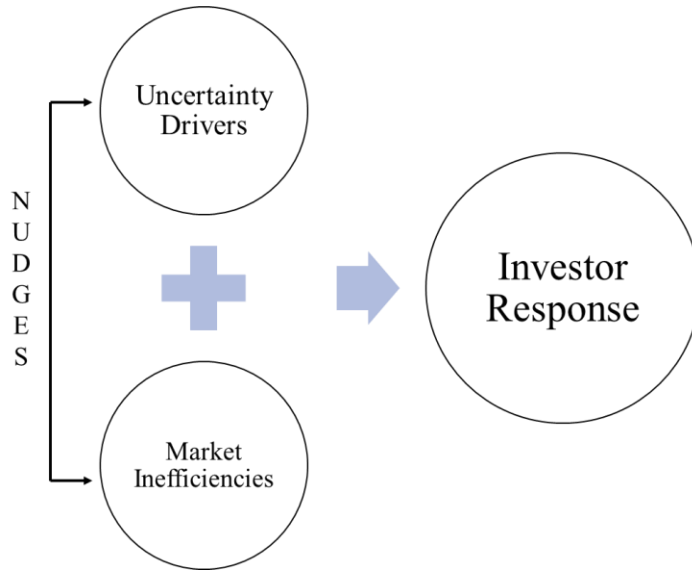 Uncertainty
Drivers
N
U
D
G
E
S
Investor
Response
Market
Inefficiencies